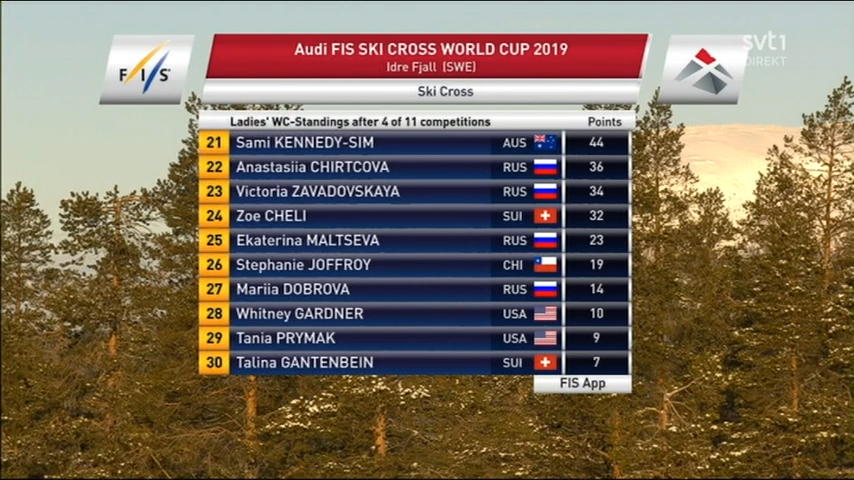 Audi FIS SKI CROSS WORLD CUP 2019
svt1
Idre Fjall (SWE)
DIREKT
FIS
Ski Cross
Ladies' WC-Standings after 4 of 11 competitions Points
21 Sami KENNEDY-SIM AUS 44
22 Anastasiia CHIRTCOVA RUS 36
23 Victoria ZAVADOVSKAYA RUS 34
24 Zoe CHELI SUI 32
25 Ekaterina MALTSEVA RUS 23
26 Stephanie JOFFROY CHI 19
27 Mariia DOBROVA RUS 14
28 Whitney GARDNER USA 10
29 Tania PRYMAK USA 9
30 Talina GANTENBEIN SUI 7
FIS App